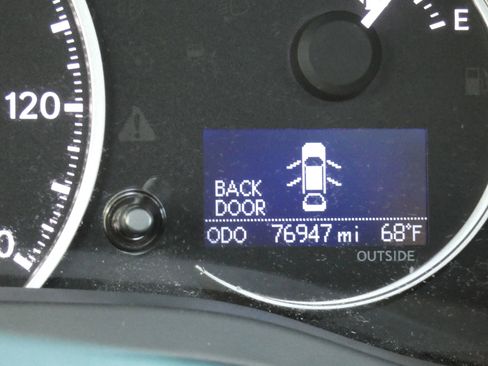 E
120
BACK
DOOR
ODO 76947 mi 68°F
OUTSIDE